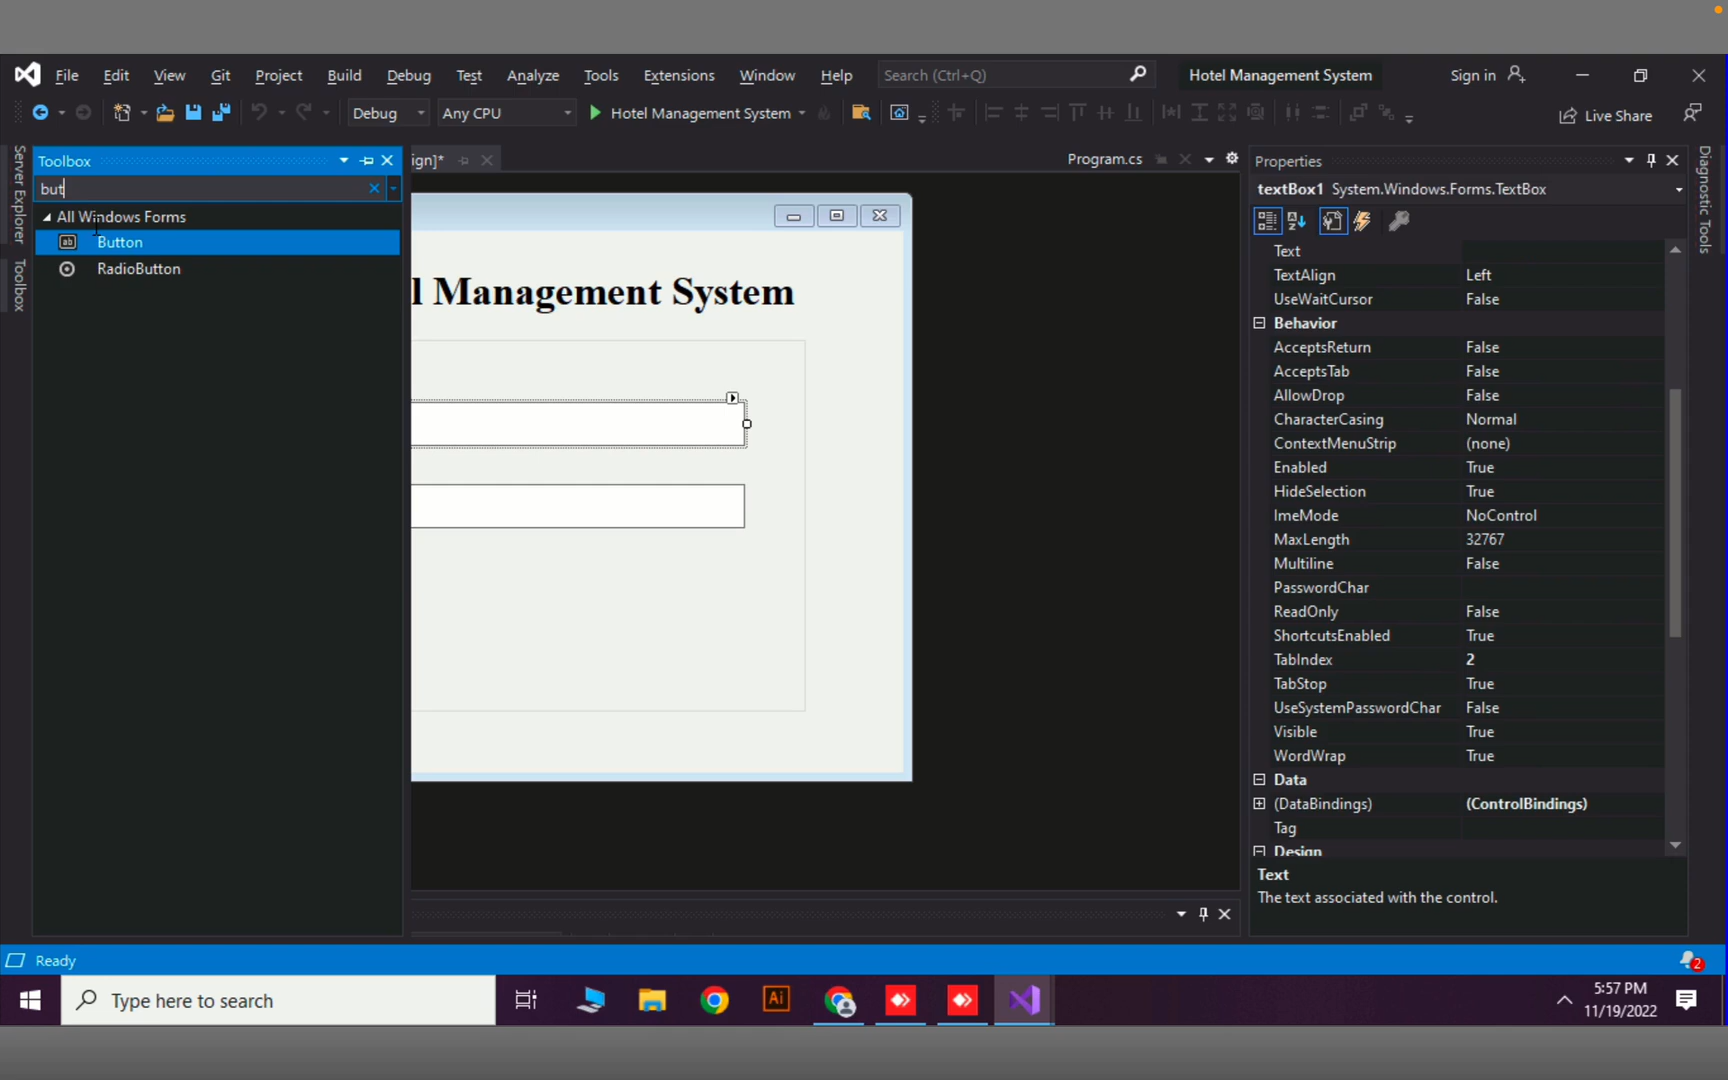 File Edit View Git Project Build Debug Test Analyze Tools Extensions Window Help Search (Ctrl+Q) Hotel Management System Sign in
Debug Any CPU Hotel Management System Live Share
Server Explorer
Toolbox
Toolbox
but
All Windows Forms
ab Button
RadioButton
ign]*
Program.cs
l Management System
Properties
textBox1 System.Windows.Forms.TextBox
Text
TextAlign Left
UseWaitCursor False
Behavior
AcceptsReturn False
AcceptsTab False
AllowDrop False
CharacterCasing Normal
ContextMenuStrip (none)
Enabled True
HideSelection True
ImeMode NoControl
MaxLength 32767
Multiline False
PasswordChar
ReadOnly False
ShortcutsEnabled True
TabIndex 2
TabStop True
UseSystemPasswordChar False
Visible True
WordWrap True
Data
(DataBindings) (ControlBindings)
Tag
Design
Text
The text associated with the control.
Diagnostic Tools
Ready
2
Type here to search
Ai
5:57 PM
11/19/2022